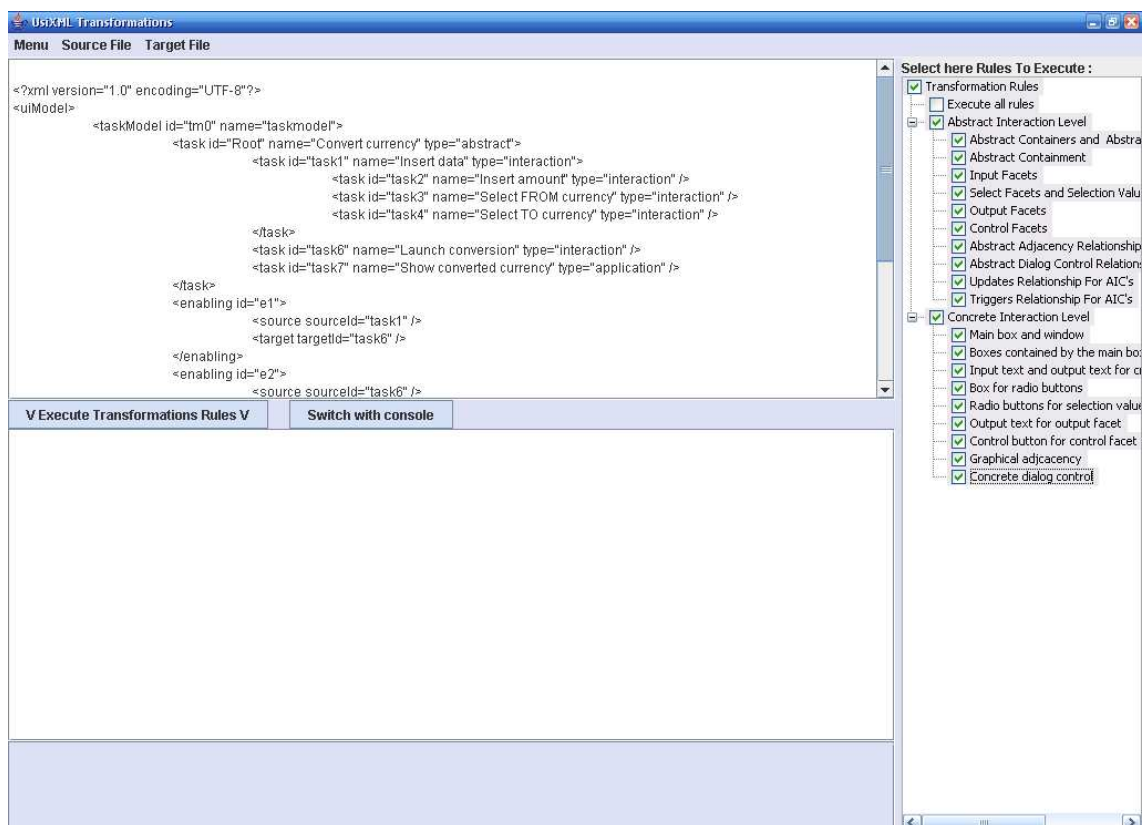 UsiXML Transformations
Menu Source File Target File
<?xml version="1.0" encoding="UTF-8"?>
<uiModel>
<taskModel id="tm0" name="taskmodel">
<task id="Root" name="Convert currency" type="abstract">
<task id="task1" name="Insert data" type="interaction">
<task id="task2" name="Insert amount" type="interaction" />
<task id="task3" name="Select FROM currency" type="interaction" />
<task id="task4" name="Select TO currency" type="interaction" />
</task>
<task id="task6" name="Launch conversion" type="interaction" />
<task id="task7" name="Show converted currency" type="application" />
</task>
<enabling id="e1">
<source sourceId="task1" />
<target targetId="task6" />
</enabling>
<enabling id="e2">
<source sourceId="task6" />
V Execute Transformations Rules V
Switch with console
Select here Rules To Execute :
Transformation Rules
Execute all rules
Abstract Interaction Level
Abstract Containers and Abstra
Abstract Containment
Input Facets
Select Facets and Selection Valu
Output Facets
Control Facets
Abstract Adjacency Relationship
Abstract Dialog Control Relations
Updates Relationship For AIC's
Triggers Relationship For AIC's
Concrete Interaction Level
Main box and window
Boxes contained by the main bo
Input text and output text for
Box for radio buttons
Radio buttons for selection value
Output text for output facet
Control button for control facet
Graphical adjcacency
Concrete dialog control